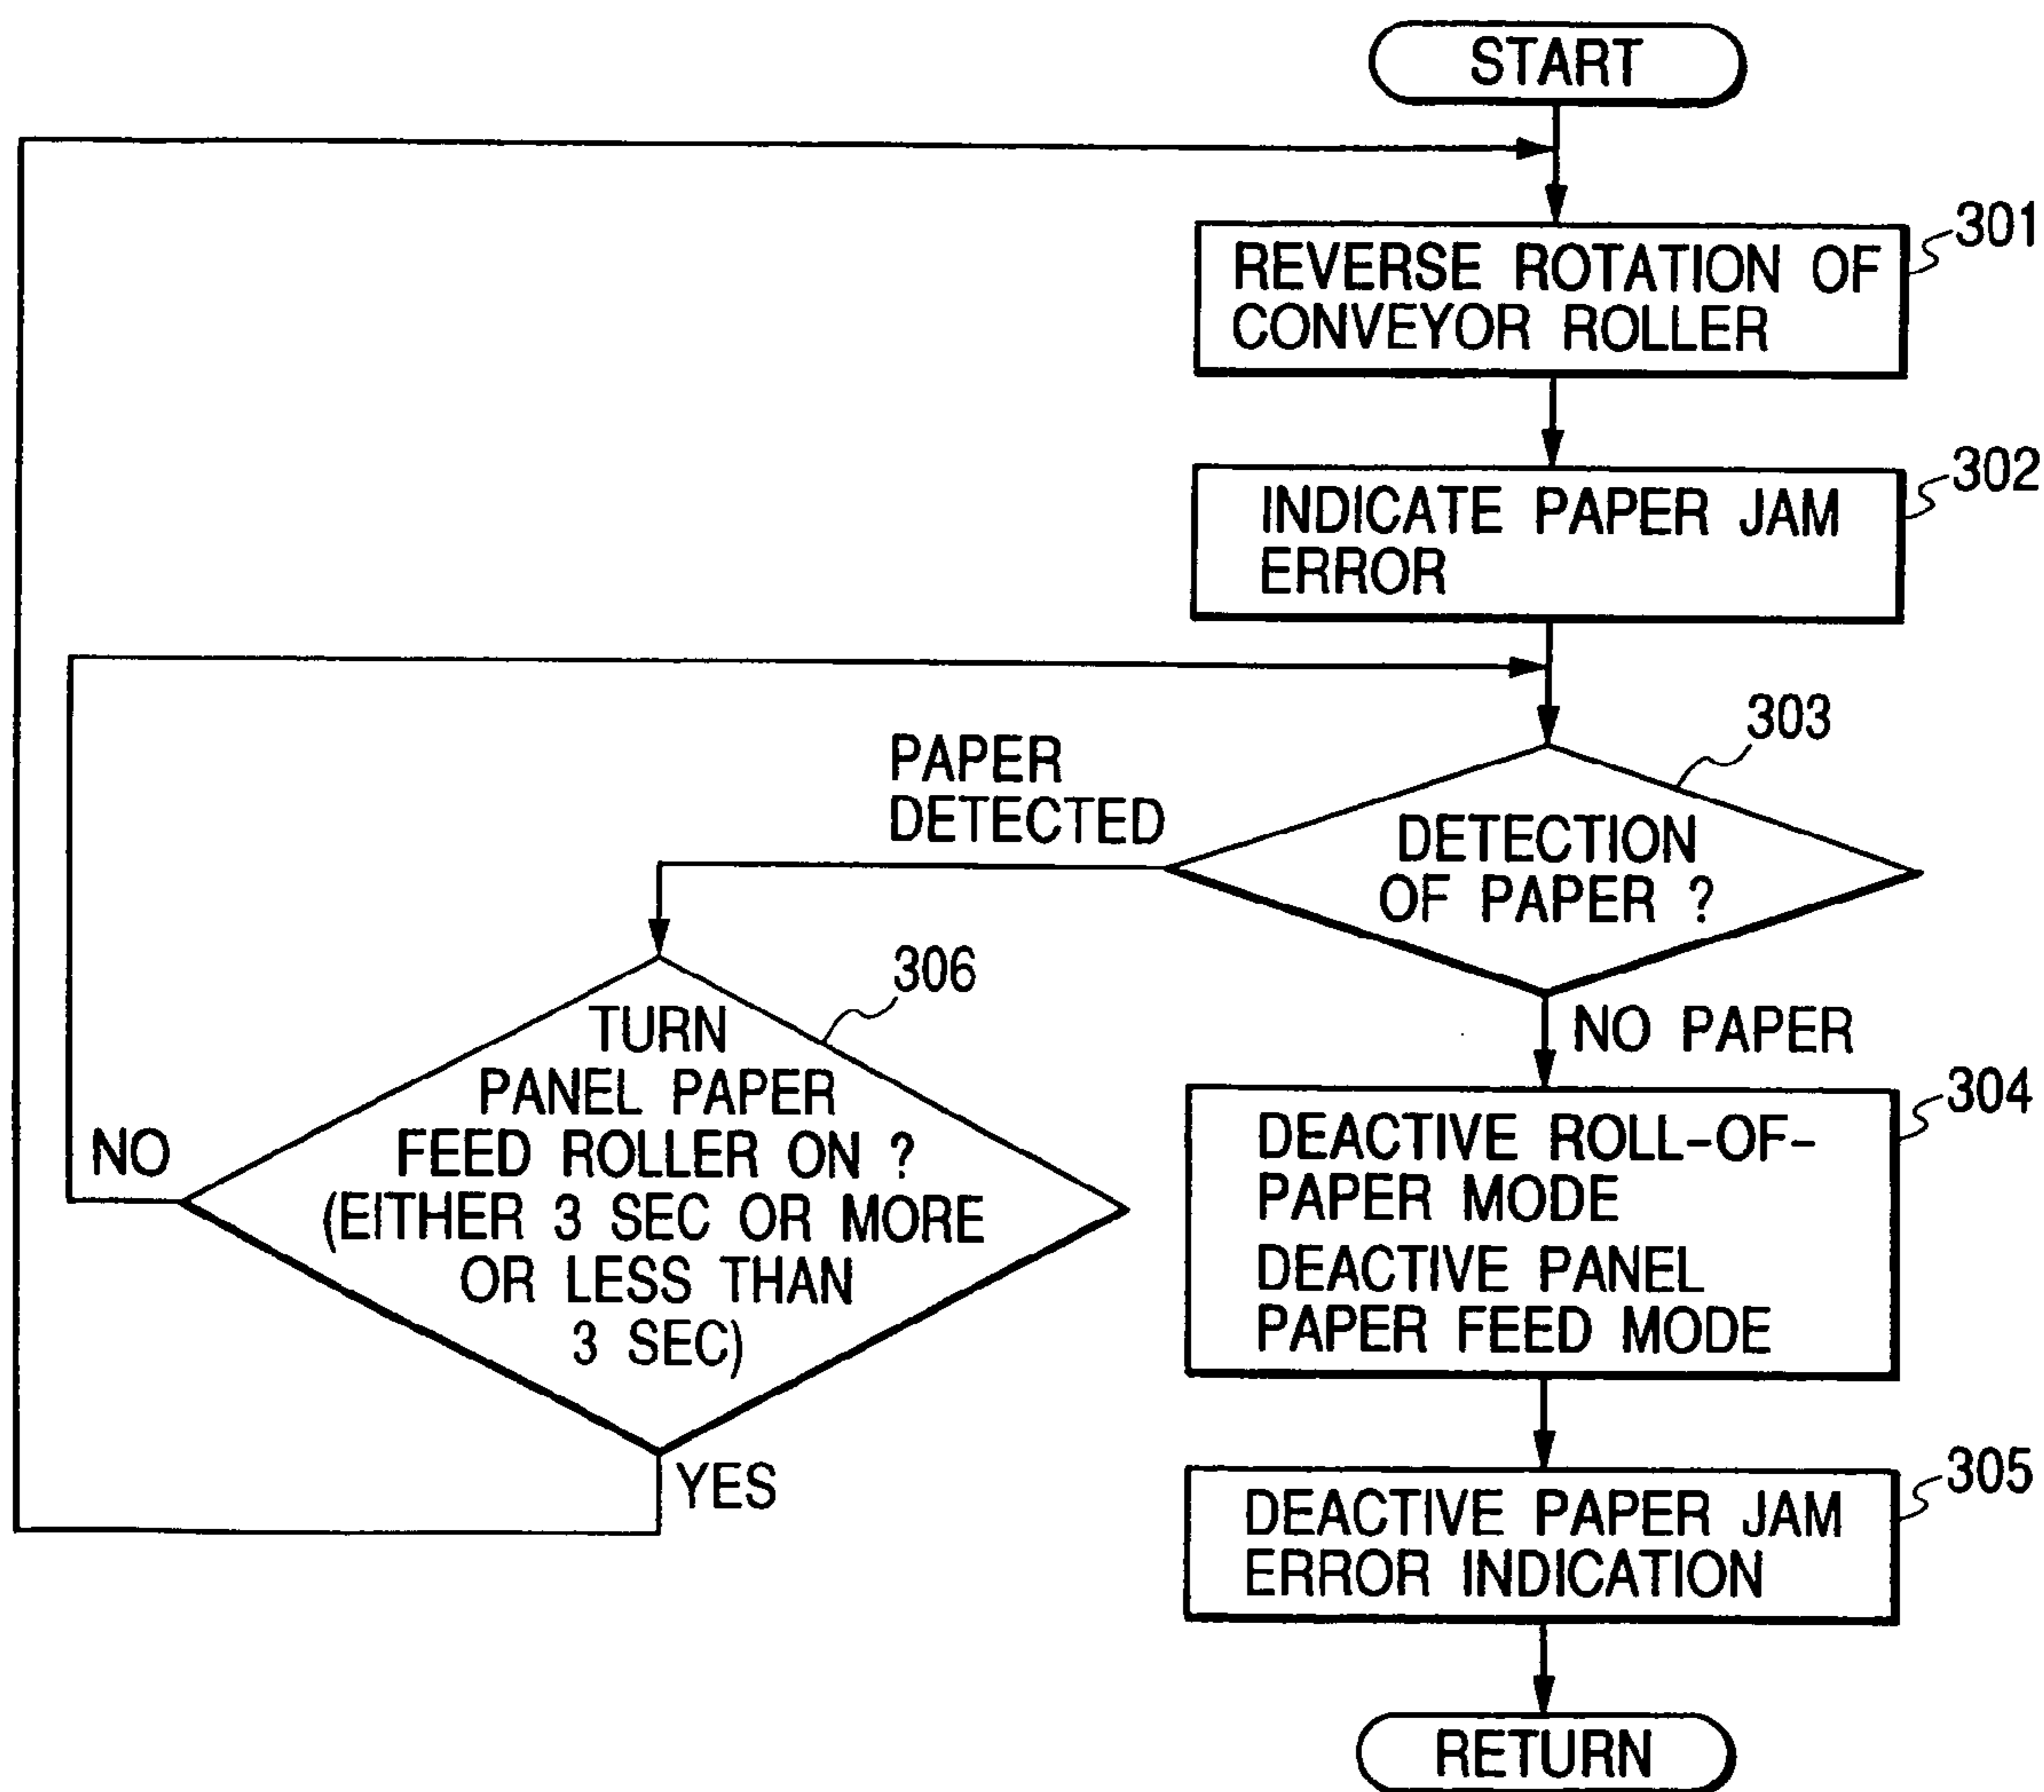 START
301
REVERSE ROTATION OF
CONVEYOR ROLLER
302
INDICATE PAPER JAM
ERROR
303
PAPER
DETECTED
DETECTION
OF PAPER ?
306
TURN
PANEL PAPER
FEED ROLLER ON ?
(EITHER 3 SEC OR MORE
OR LESS THAN
3 SEC)
NO
YES
NO PAPER
304
DEACTIVE ROLL-OF-
PAPER MODE
DEACTIVE PANEL
PAPER FEED MODE
305
DEACTIVE PAPER JAM
ERROR INDICATION
RETURN